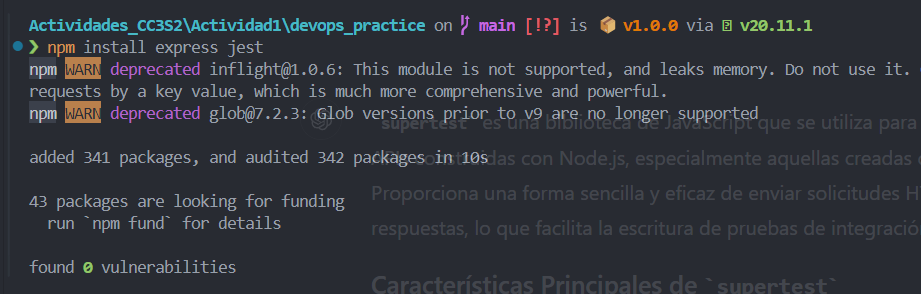 Actividades_CC3S2\Actividad1\devops_practice on main [!?] is 📦 v1.0.0 via v20.11.1
❯ npm install express jest
npm WARN deprecated inflight@1.0.6: This module is not supported, and leaks memory. Do not use it.
requests by a key value, which is much more comprehensive and powerful.
npm WARN deprecated glob@7.2.3: Glob versions prior to v9 are no longer supported
`supertest` es una biblioteca de JavaScript que se utiliza para
added 341 packages, and audited 342 packages in 10s
construidas con Node.js, especialmente aquellas creadas
Proporciona una forma sencilla y eficaz de enviar solicitudes H
43 packages are looking for funding
run `npm fund` for details
respuestas, lo que facilita la escritura de pruebas de integració
found 0 vulnerabilities
Características Principales de `supertest`